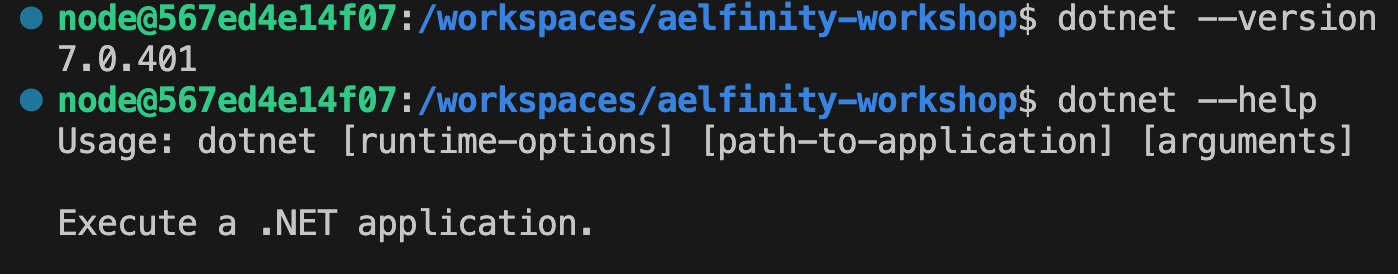 node@567ed4e14f07:/workspaces/aelfinity-workshop$ dotnet --version
7.0.401
node@567ed4e14f07:/workspaces/aelfinity-workshop$ dotnet --help
Usage: dotnet [runtime-options] [path-to-application] [arguments]
Execute a .NET application.